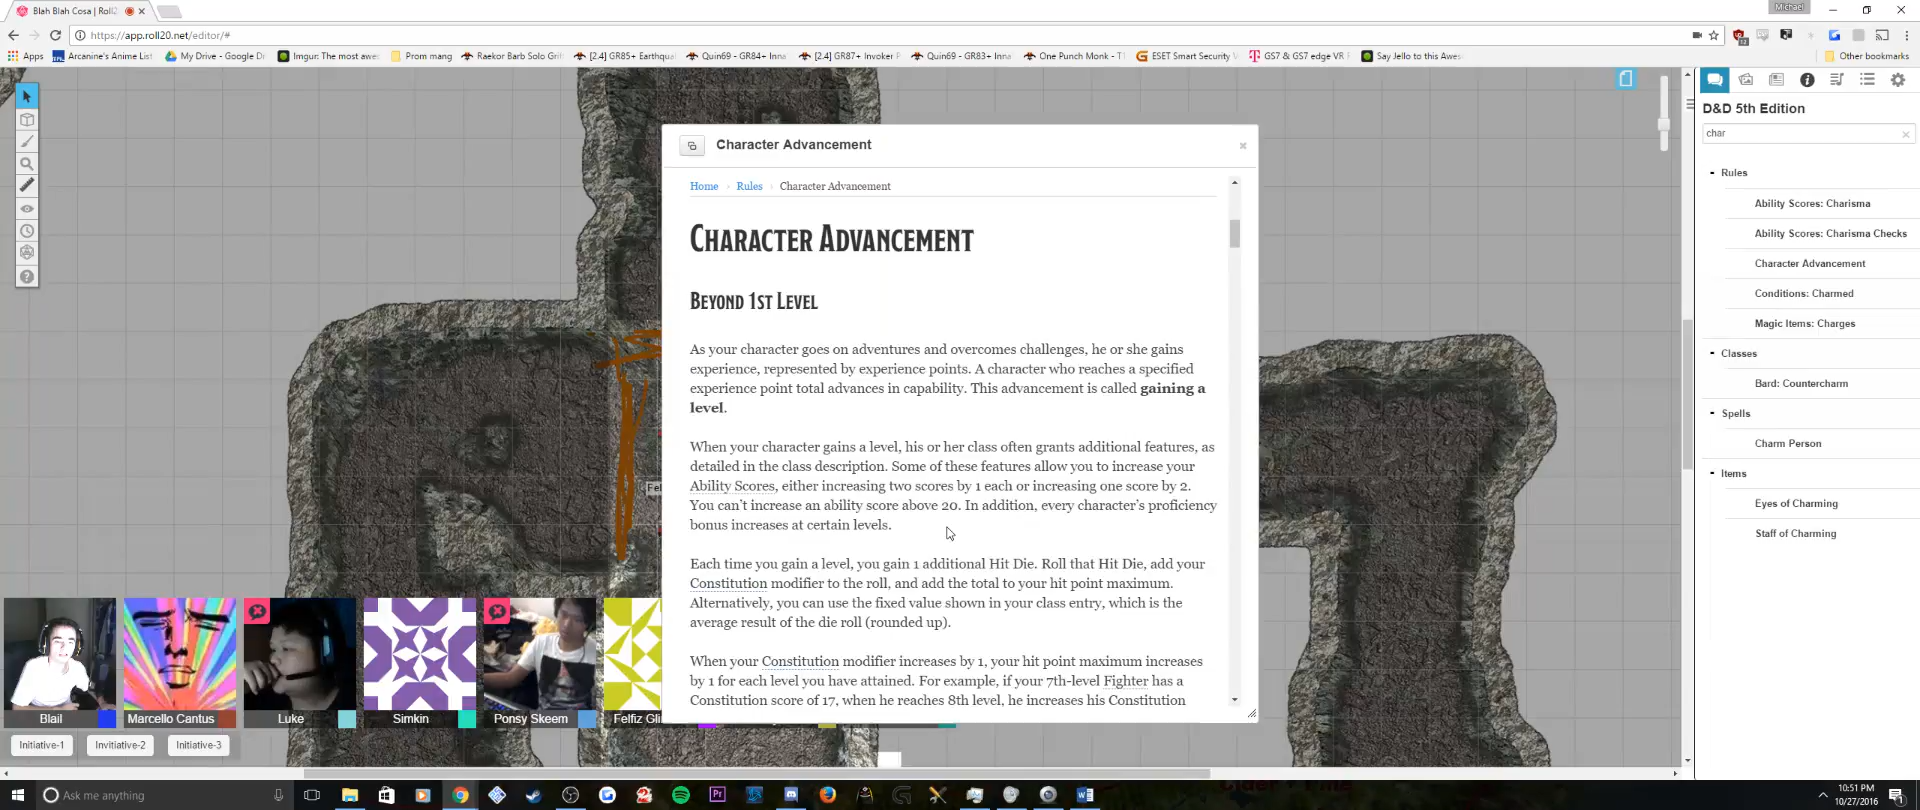 Blah Blah Cosa | Roll2
Michael
https://app.roll20.net/editor/#
Apps
Arcanine's Anime List
My Drive - Google Dr
Imgur: The most awe
Prom mang
Raekor Barb Solo Grif
[2.4] GR85+ Earthqua
Quin69 - GR84+ Inna
[2.4] GR87+ Invoker P
Quin69 - GR83+ Inna
One Punch Monk - T1
ESET Smart Security V
GS7 & GS7 edge VR
Say Jello to this Awes
Other bookmarks
Character Advancement
Home › Rules › Character Advancement
Character Advancement
Beyond 1st Level
As your character goes on adventures and overcomes challenges, he or she gains
experience, represented by experience points. A character who reaches a specified
experience point total advances in capability. This advancement is called gaining a
level.
When your character gains a level, his or her class often grants additional features, as
detailed in the class description. Some of these features allow you to increase your
Ability Scores, either increasing two scores by 1 each or increasing one score by 2.
You can't increase an ability score above 20. In addition, every character's proficiency
bonus increases at certain levels.
Each time you gain a level, you gain 1 additional Hit Die. Roll that Hit Die, add your
Constitution modifier to the roll, and add the total to your hit point maximum.
Alternatively, you can use the fixed value shown in your class entry, which is the
average result of the die roll (rounded up).
When your Constitution modifier increases by 1, your hit point maximum increases
by 1 for each level you have attained. For example, if your 7th-level Fighter has a
Constitution score of 17, when he reaches 8th level, he increases his Constitution
D&D 5th Edition
char
Rules
Ability Scores: Charisma
Ability Scores: Charisma Checks
Character Advancement
Conditions: Charmed
Magic Items: Charges
Classes
Bard: Countercharm
Spells
Charm Person
Items
Eyes of Charming
Staff of Charming
Fel
Blail
Marcello Cantus
Luke
Simkin
Ponsy Skeem
Felfiz Gli
Initiative-1
Invitiative-2
Initiative-3
Ask me anything
10:51 PM
10/27/2016